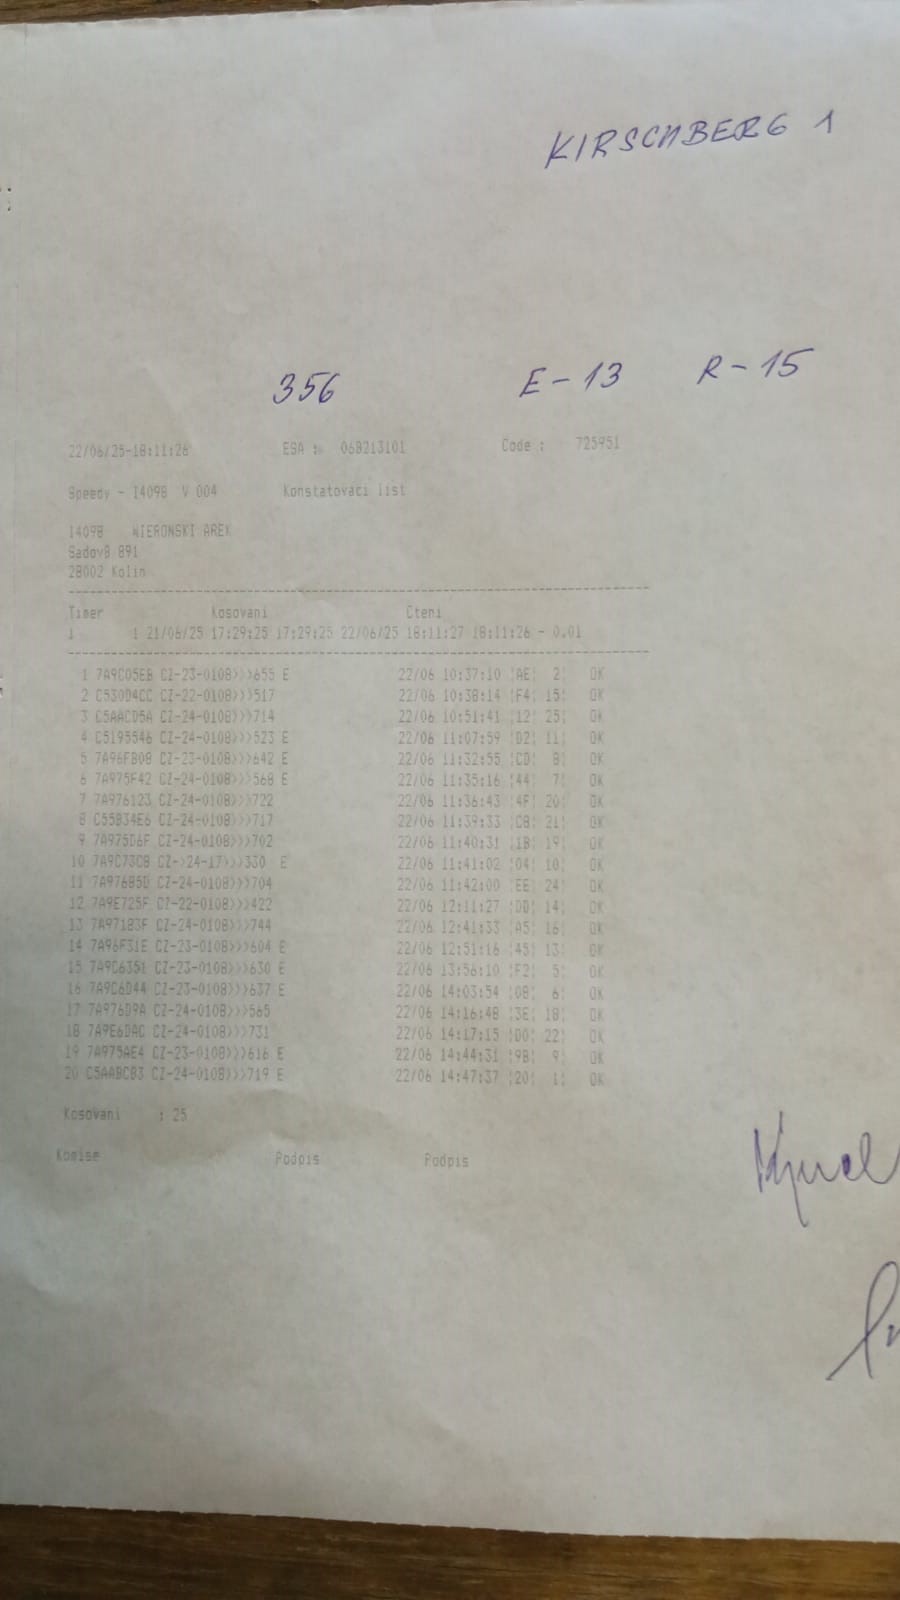 KIRSCHBERG 1
356 E-13 R-15
22/06/25-18:11:26 ESA : 068213101 Code : 725951
Speedy - I4098 V 004 Konstatovaci list
14098 WIERONSKI AREK
Sadov8 891
28002 Kolin
Timer Kosovani Cteni
1 1 21/06/25 17:29:25 17:29:25 22/06/25 18:11:27 18:11:26 - 0.01
1 7A9C05EB CZ-23-0108>>>655 E 22/06 10:37:10 |AE| 2| OK
2 C530D4CC CZ-22-0108>>>517 22/06 10:38:14 |F4| 15| OK
3 C5AACD5A CZ-24-0108>>>714 22/06 10:51:41 |12| 25| OK
4 C5195546 CZ-24-0108>>>523 E 22/06 11:07:59 |D2| 11| OK
5 7A96FB08 CZ-23-0108>>>642 E 22/06 11:32:55 |CD| 8| OK
6 7A975F42 CZ-24-0108>>>568 E 22/06 11:35:16 |44| 7| OK
7 7A976123 CZ-24-0108>>>722 22/06 11:36:43 |4F| 20| OK
8 C55B34E6 CZ-24-0108>>>717 22/06 11:39:33 |C8| 21| OK
9 7A975D6F CZ-24-0108>>>702 22/06 11:40:31 |1B| 19| OK
10 7A9C73C8 CZ->24-17>>>330 E 22/06 11:41:02 |04| 10| OK
11 7A97685D CZ-24-0108>>>704 22/06 11:42:00 |EE| 24| OK
12 7A9E725F CZ-22-0108>>>422 22/06 12:11:27 |DD| 14| OK
13 7A97183F CZ-24-0108>>>744 22/06 12:41:33 |A5| 16| OK
14 7A96F31E CZ-23-0108>>>604 E 22/06 12:51:16 |45| 13| OK
15 7A9C6351 CZ-23-0108>>>630 E 22/06 13:56:10 |F2| 5| OK
16 7A9C6D44 CZ-23-0108>>>637 E 22/06 14:03:54 |08| 6| OK
17 7A976D9A CZ-24-0108>>>565 22/06 14:16:48 |3E| 18| OK
18 7A9E6DAC CZ-24-0108>>>731 22/06 14:17:15 |D0| 22| OK
19 7A975AE4 CZ-23-0108>>>616 E 22/06 14:44:31 |9B| 9| OK
20 C5AABCB3 CZ-24-0108>>>719 E 22/06 14:47:37 |20| 1| OK
Kosovani : 25
Komise Podpis Podpis